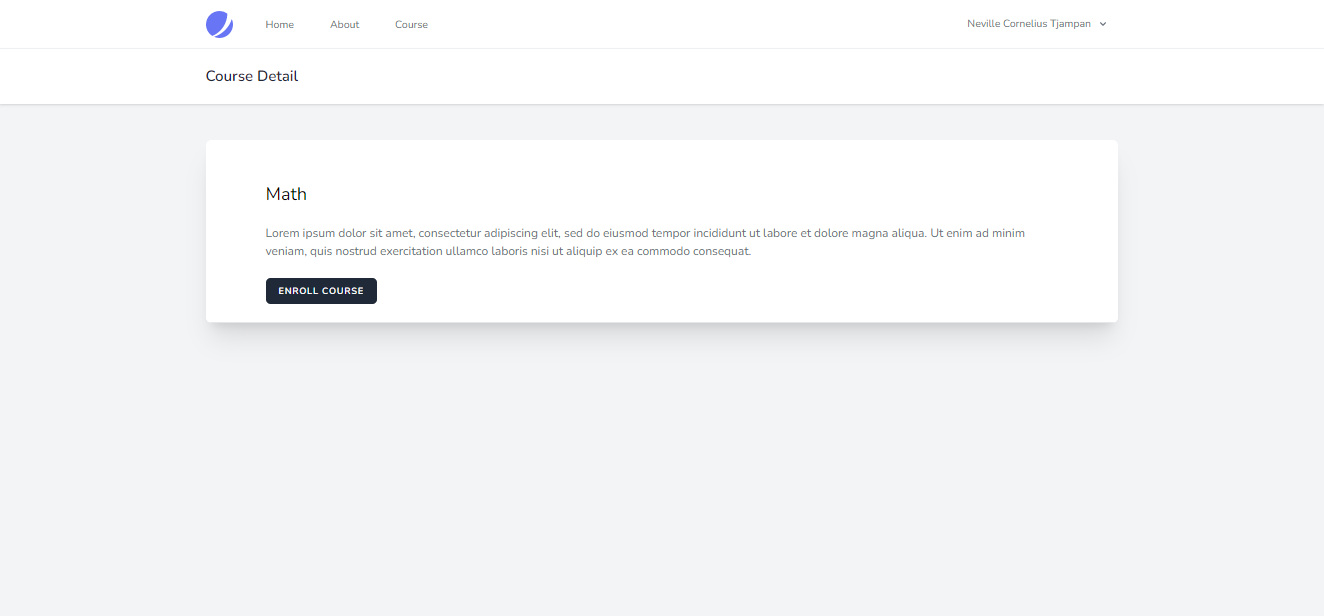 Home About Course Neville Cornelius Tjampan
Course Detail
Math
Lorem ipsum dolor sit amet, consectetur adipiscing elit, sed do eiusmod tempor incididunt ut labore et dolore magna aliqua. Ut enim ad minim
veniam, quis nostrud exercitation ullamco laboris nisi ut aliquip ex ea commodo consequat.
ENROLL COURSE